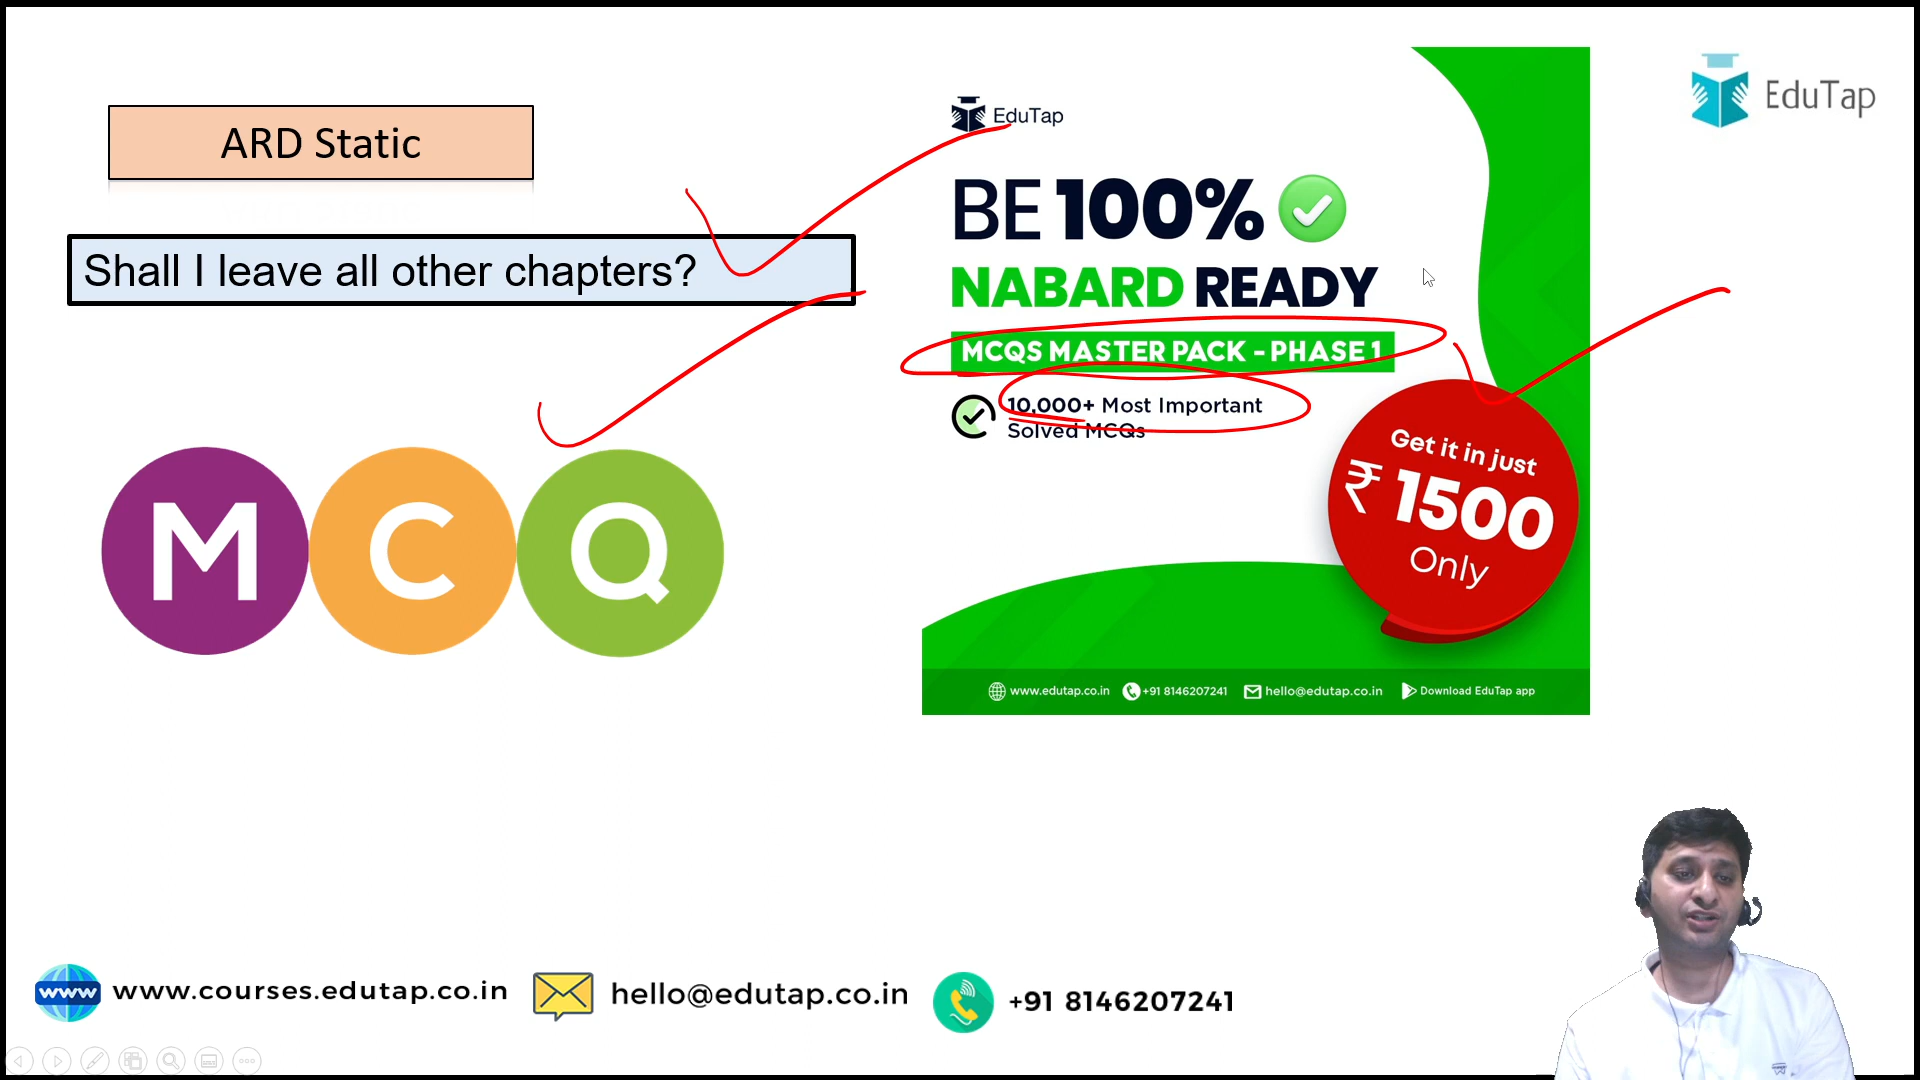 ARD Static
Shall I leave all other chapters?
M C Q
EduTap
BE 100%
NABARD READY
MCQS MASTER PACK - PHASE 1
10,000+ Most Important
Solved MCQs
Get it in just
₹ 1500
Only
www.edutap.co.in +91 8146207241 hello@edutap.co.in Download EduTap app
EduTap
www www.courses.edutap.co.in hello@edutap.co.in +91 8146207241